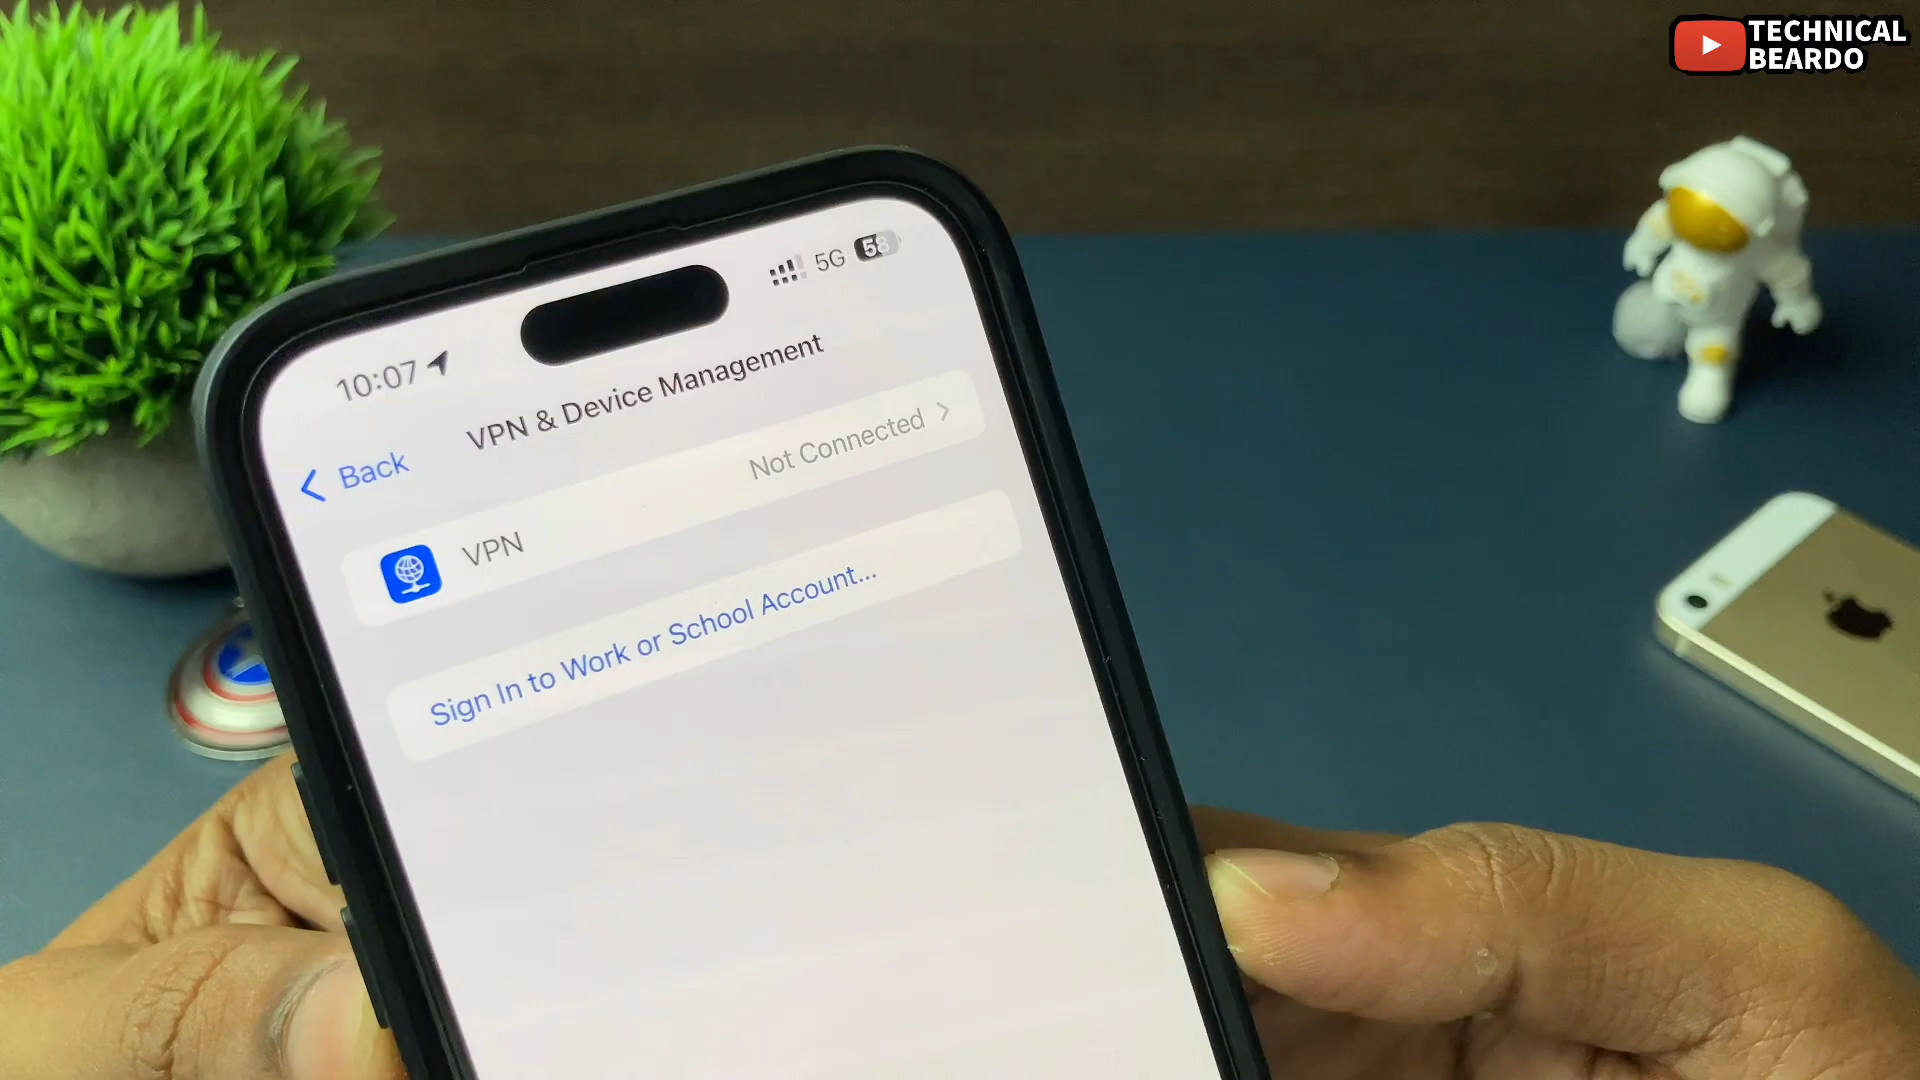 TECHNICAL
BEARDO
10:07
5G 58
VPN & Device Management
Back
VPN Not Connected
Sign In to Work or School Account...